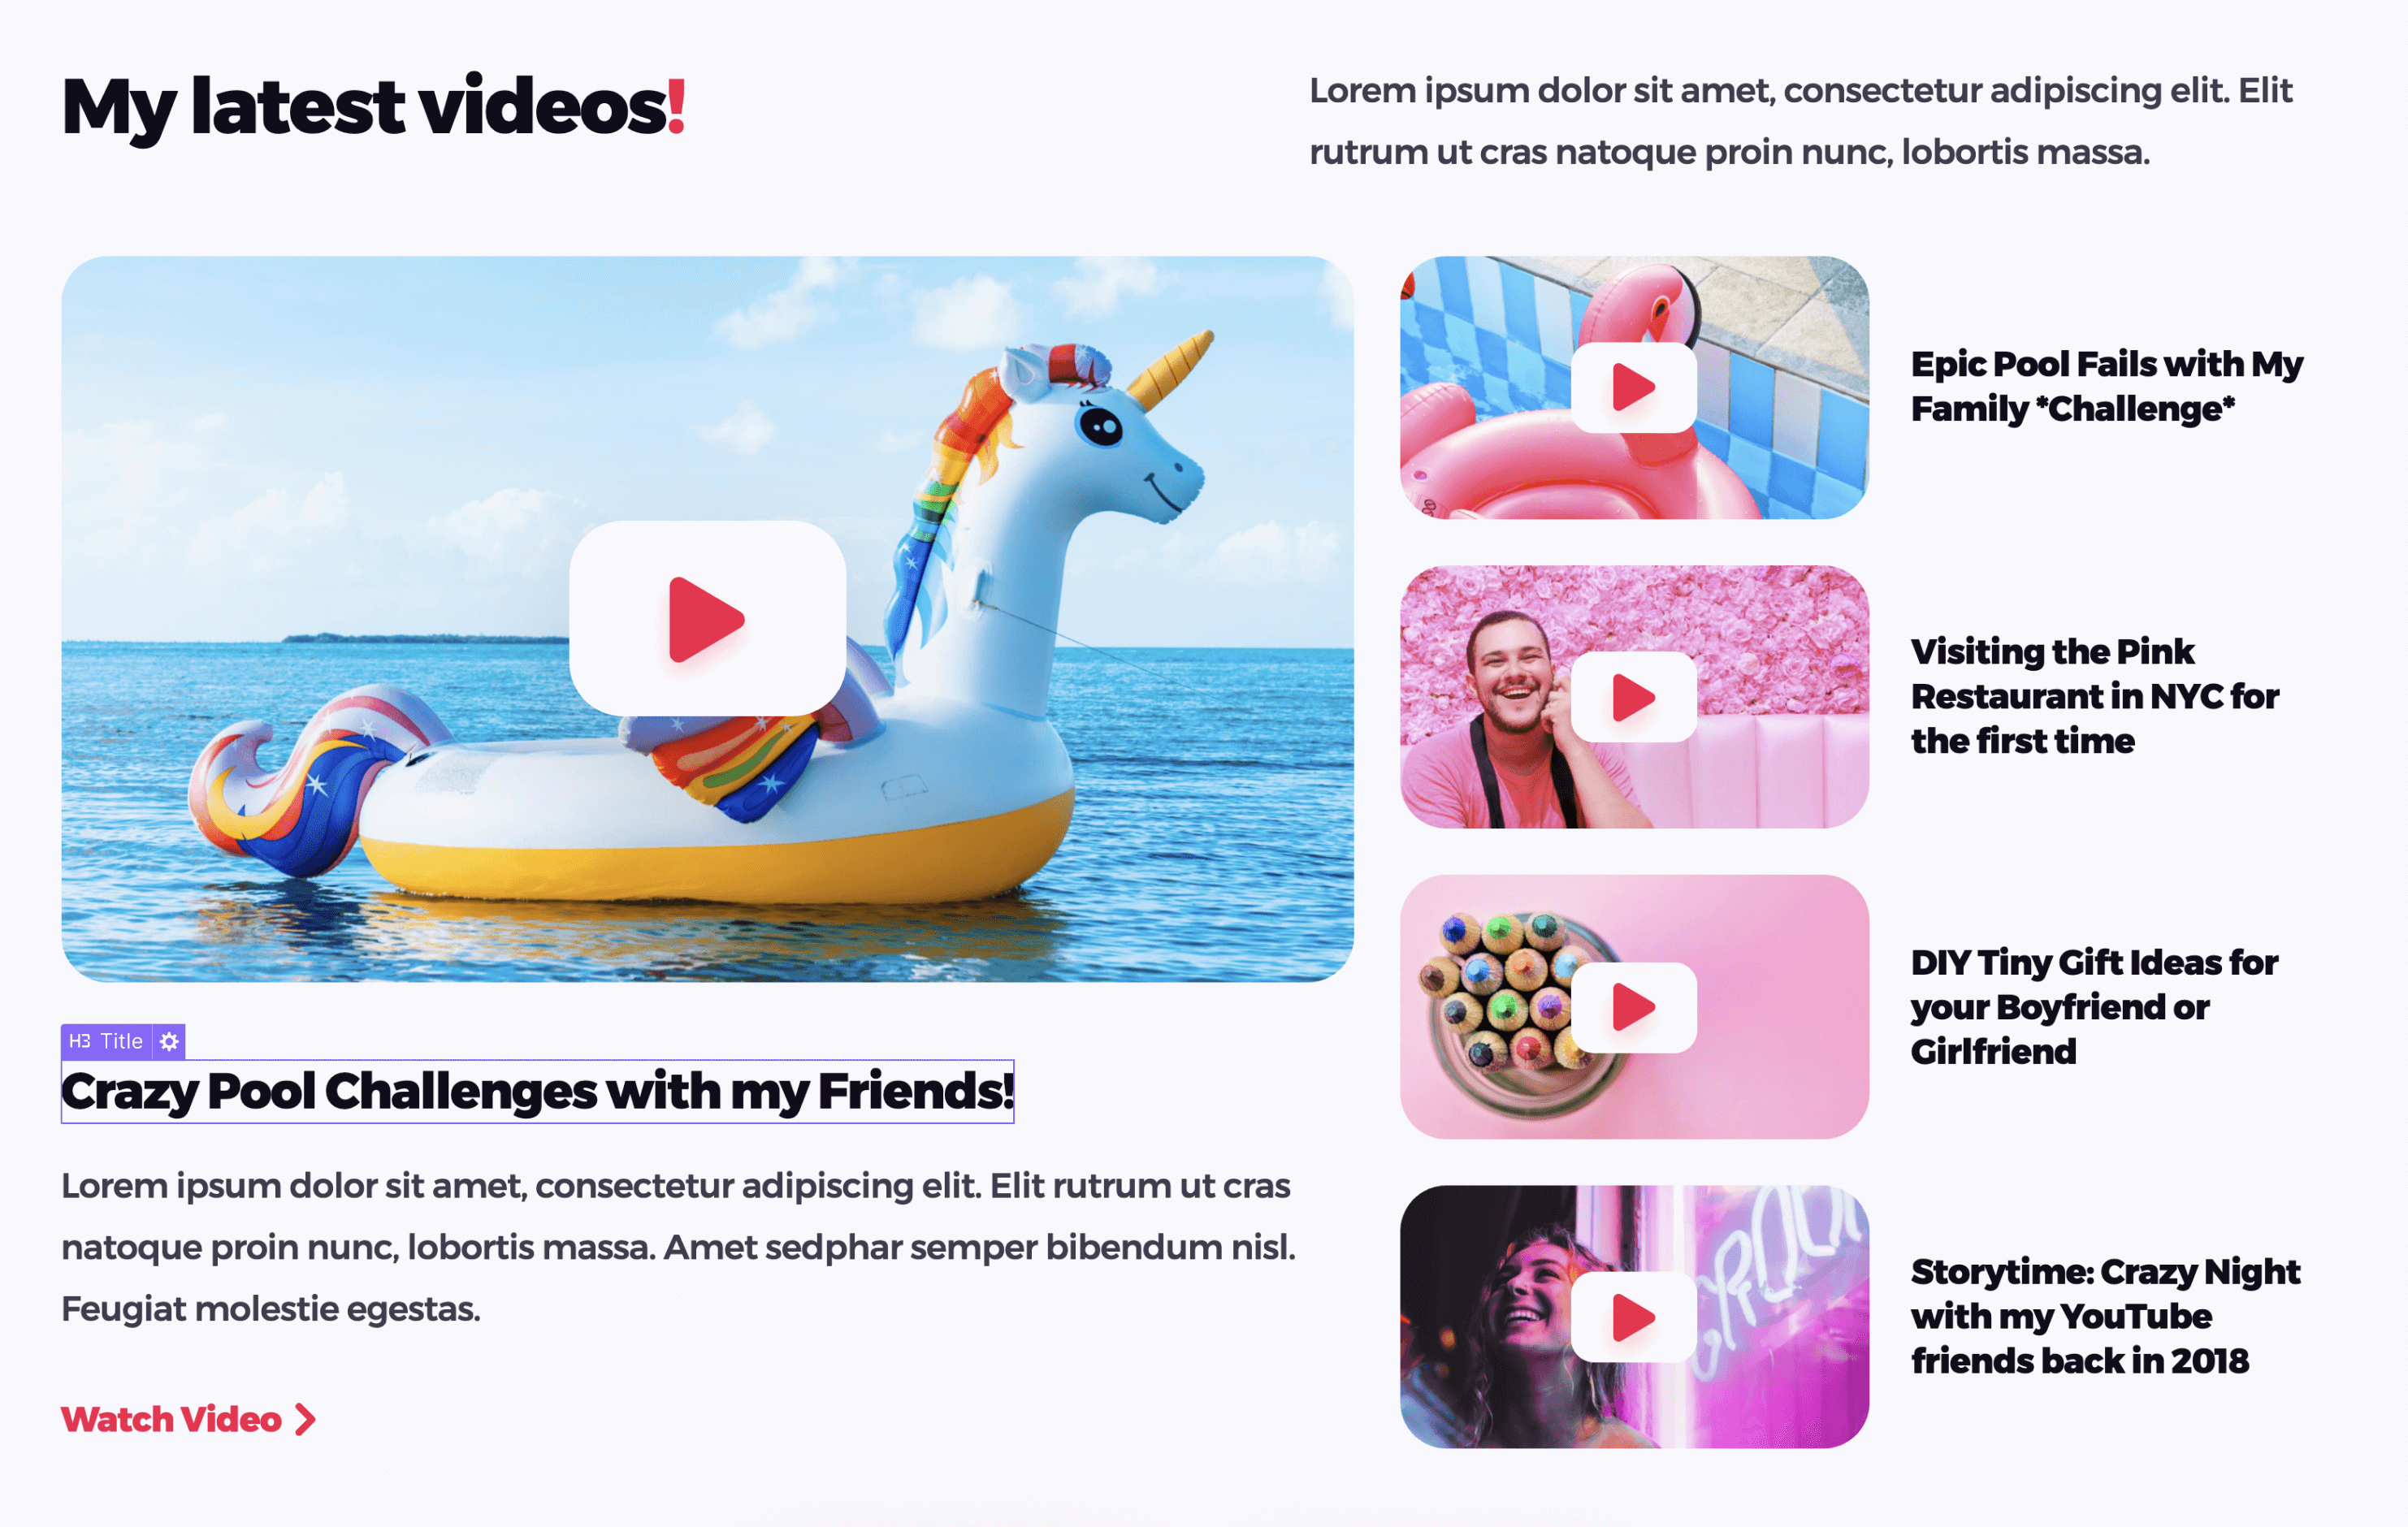 My latest videos!
Lorem ipsum dolor sit amet, consectetur adipiscing elit. Elit
rutrum ut cras natoque proin nunc, lobortis massa.
Epic Pool Fails with My
Family *Challenge*
Visiting the Pink
Restaurant in NYC for
the first time
DIY Tiny Gift Ideas for
your Boyfriend or
Girlfriend
Storytime: Crazy Night
with my YouTube
friends back in 2018
H3 Title
Crazy Pool Challenges with my Friends!
Lorem ipsum dolor sit amet, consectetur adipiscing elit. Elit rutrum ut cras
natoque proin nunc, lobortis massa. Amet sedphar semper bibendum nisl.
Feugiat molestie egestas.
Watch Video